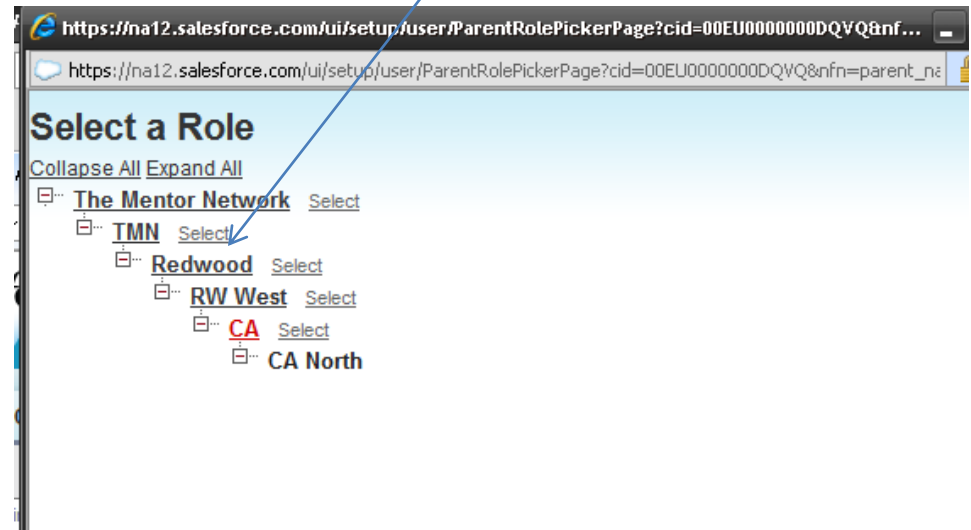 https://na12.salesforce.com/ui/setup/user/ParentRolePickerPage?cid=00EU0000000DQVQ&nf...
https://na12.salesforce.com/ui/setup/user/ParentRolePickerPage?cid=00EU0000000DQVQ&nfn=parent_na
Select a Role
Collapse All Expand All
The Mentor Network Select
TMN Select
Redwood Select
RW West Select
CA Select
CA North